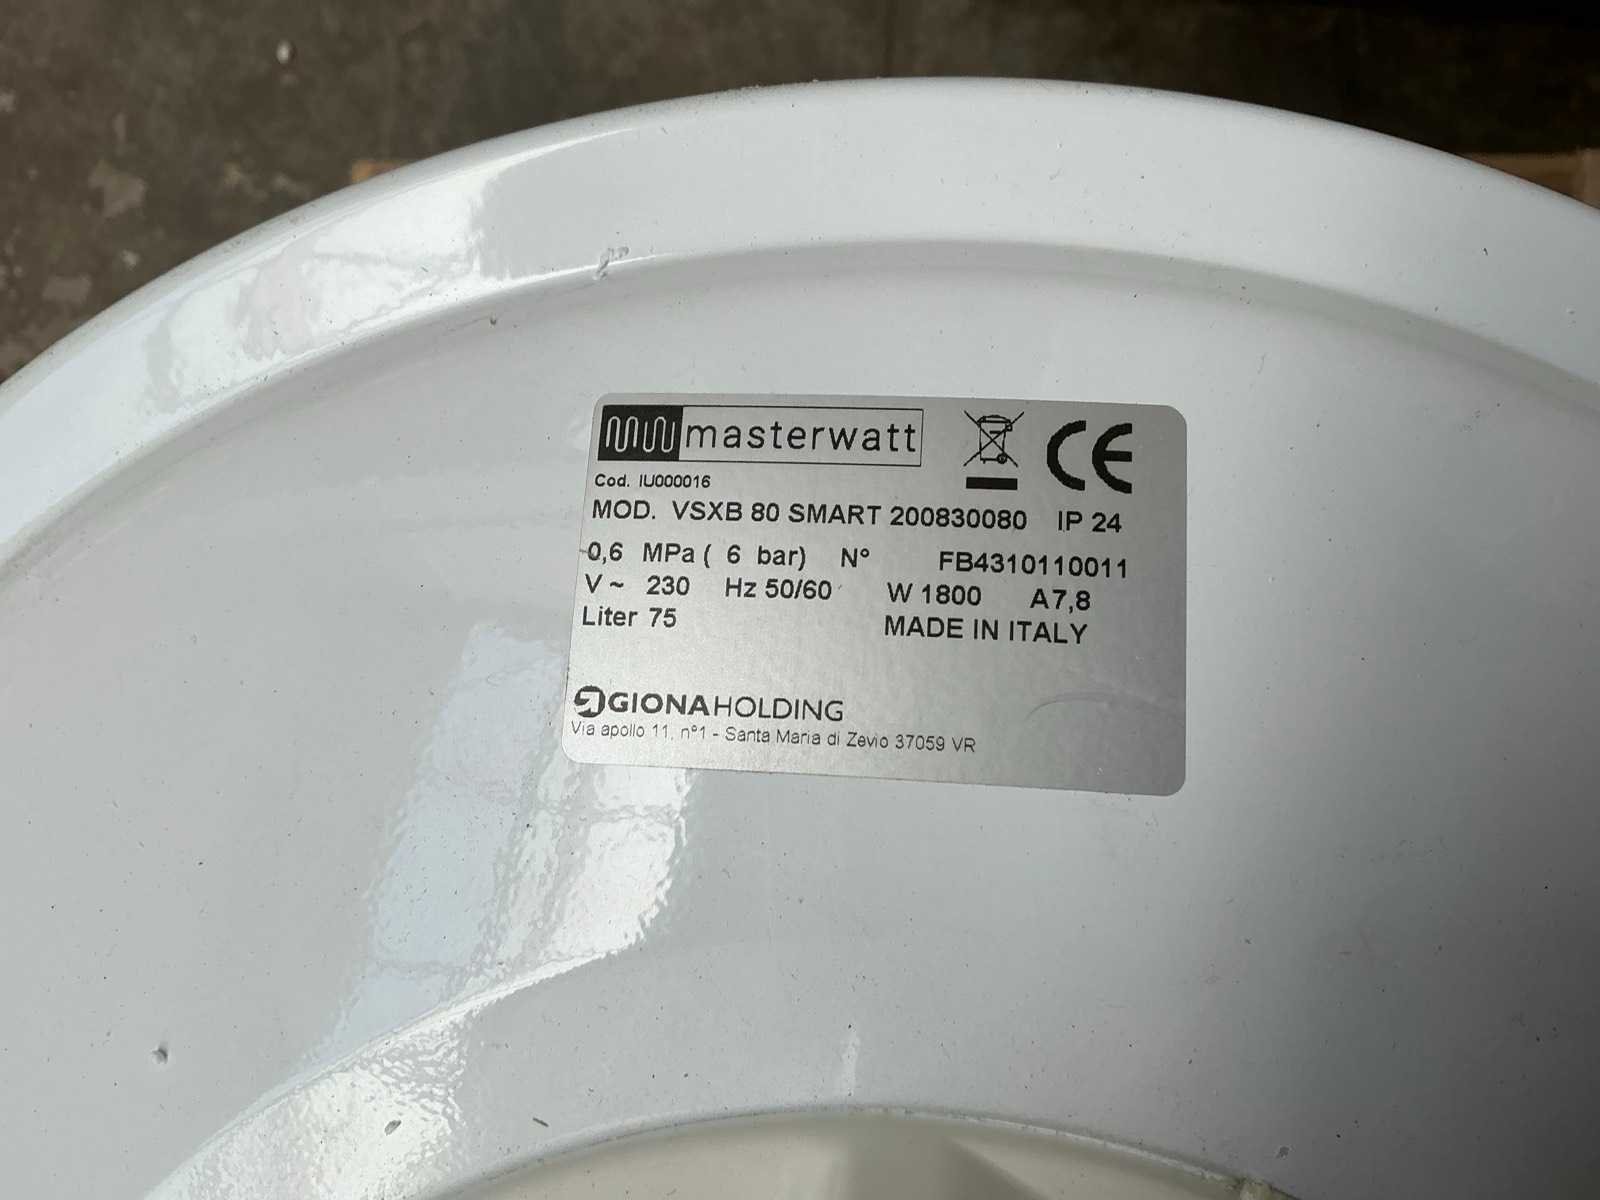 masterwatt
CE
Cod. IU000016
MOD. VSXB 80 SMART 200830080 IP 24
0,6 MPa ( 6 bar) N° FB4310110011
V ~ 230 Hz 50/60 W 1800 A7,8
Liter 75 MADE IN ITALY
GIONAHOLDING
Via apollo 11, n°1 - Santa Maria di Zevio 37059 VR